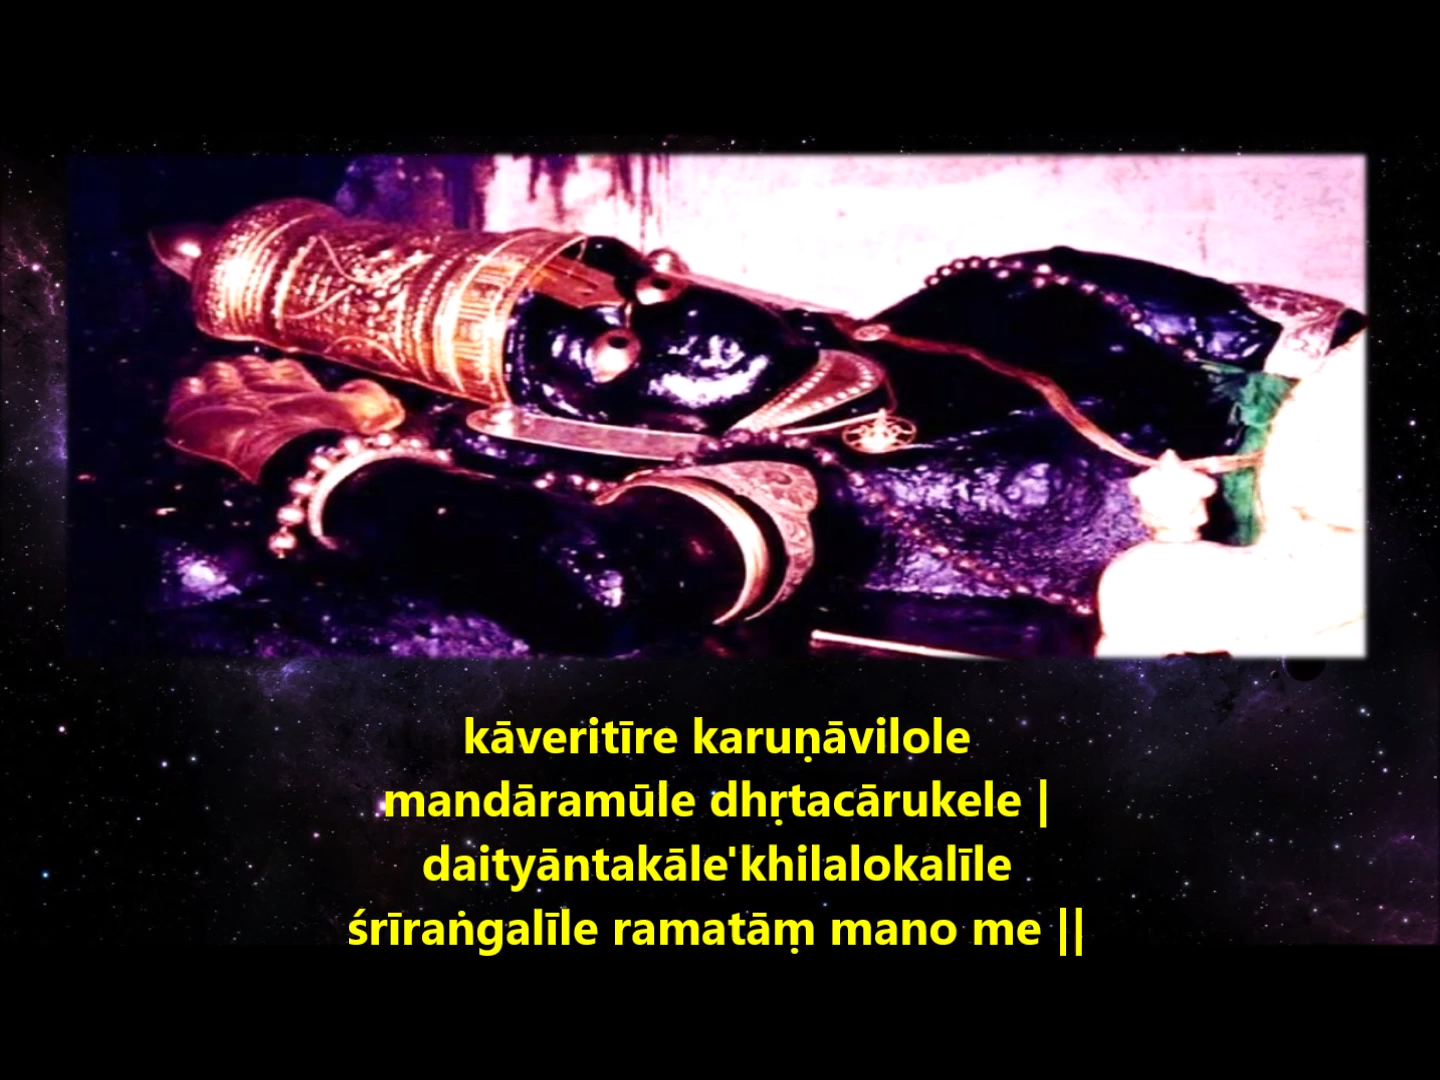 kāveritīre karuṇāvilole
mandāramūle dhṛtacārukele |
daityāntakāle'khilalokalīle
śrīraṅgalīle ramatāṃ mano me ||